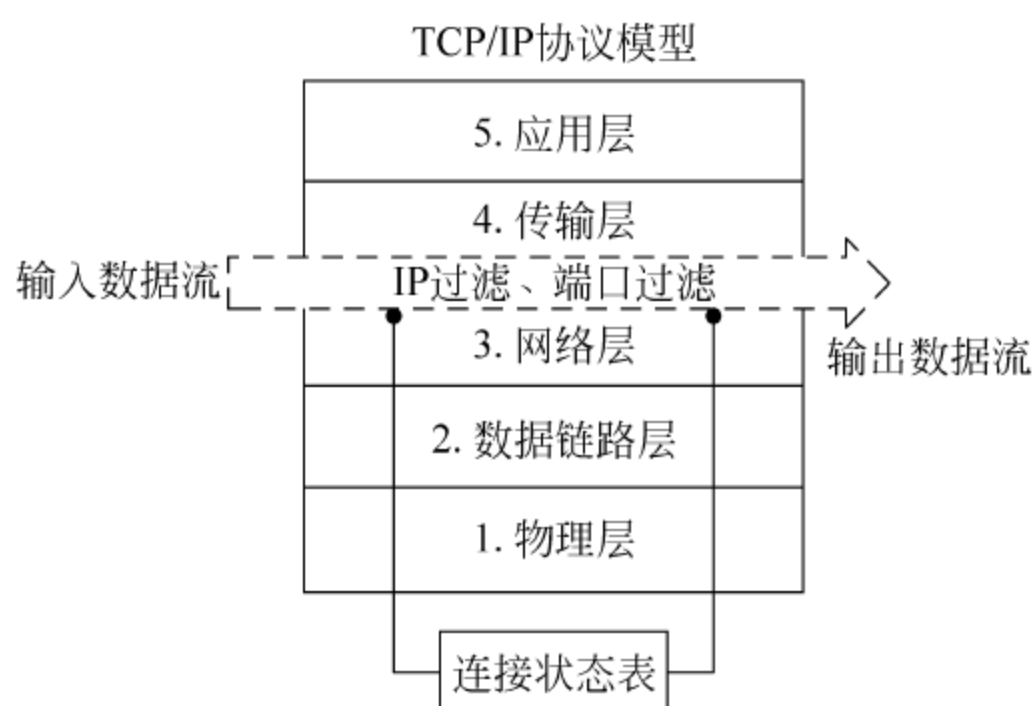 TCP/IP协议模型
5. 应用层
4. 传输层
输入数据流
IP过滤、端口过滤
3. 网络层
输出数据流
2. 数据链路层
1. 物理层
连接状态表